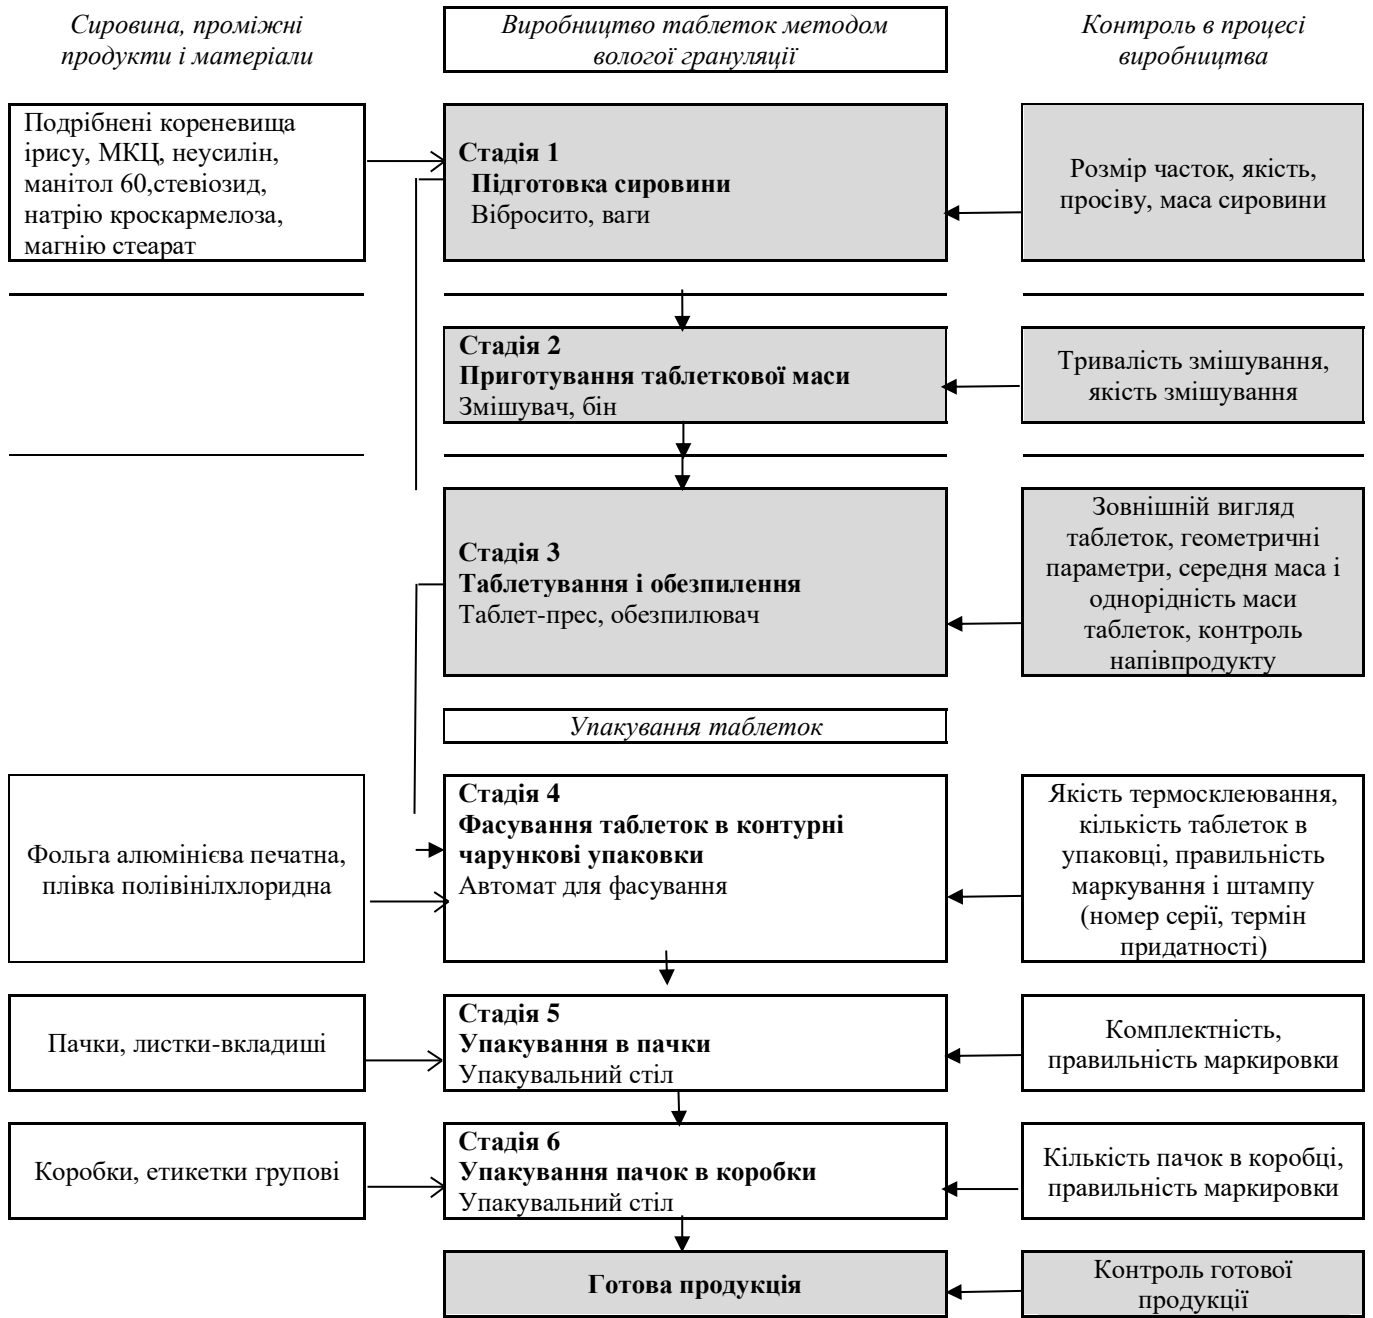 Сировина, проміжні
продукти і матеріали
Виробництво таблеток методом
вологої грануляції
Контроль в процесі
виробництва
Подрібнені кореневища
ірису, МКЦ, неусилін,
манітол 60,стевіозид,
натрію кроскармелоза,
магнію стеарат
Стадія 1
Підготовка сировини
Вібросито, ваги
Розмір часток, якість,
просіву, маса сировини
Стадія 2
Приготування таблеткової маси
Змішувач, бін
Тривалість змішування,
якість змішування
Стадія 3
Таблетування і обезпилення
Таблет-прес, обезпилювач
Зовнішній вигляд
таблеток, геометричні
параметри, середня маса і
однорідність маси
таблеток, контроль
напівпродукту
Упакування таблеток
Фольга алюмінієва печатна,
плівка полівінілхлоридна
Стадія 4
Фасування таблеток в контурні
чарункові упаковки
Автомат для фасування
Якість термосклеювання,
кількість таблеток в
упаковці, правильність
маркування і штампу
(номер серії, термін
придатності)
Пачки, листки-вкладиші
Стадія 5
Упакування в пачки
Упакувальний стіл
Комплектність,
правильність маркировки
Коробки, етикетки групові
Стадія 6
Упакування пачок в коробки
Упакувальний стіл
Кількість пачок в коробці,
правильність маркировки
Готова продукція
Контроль готової
продукції